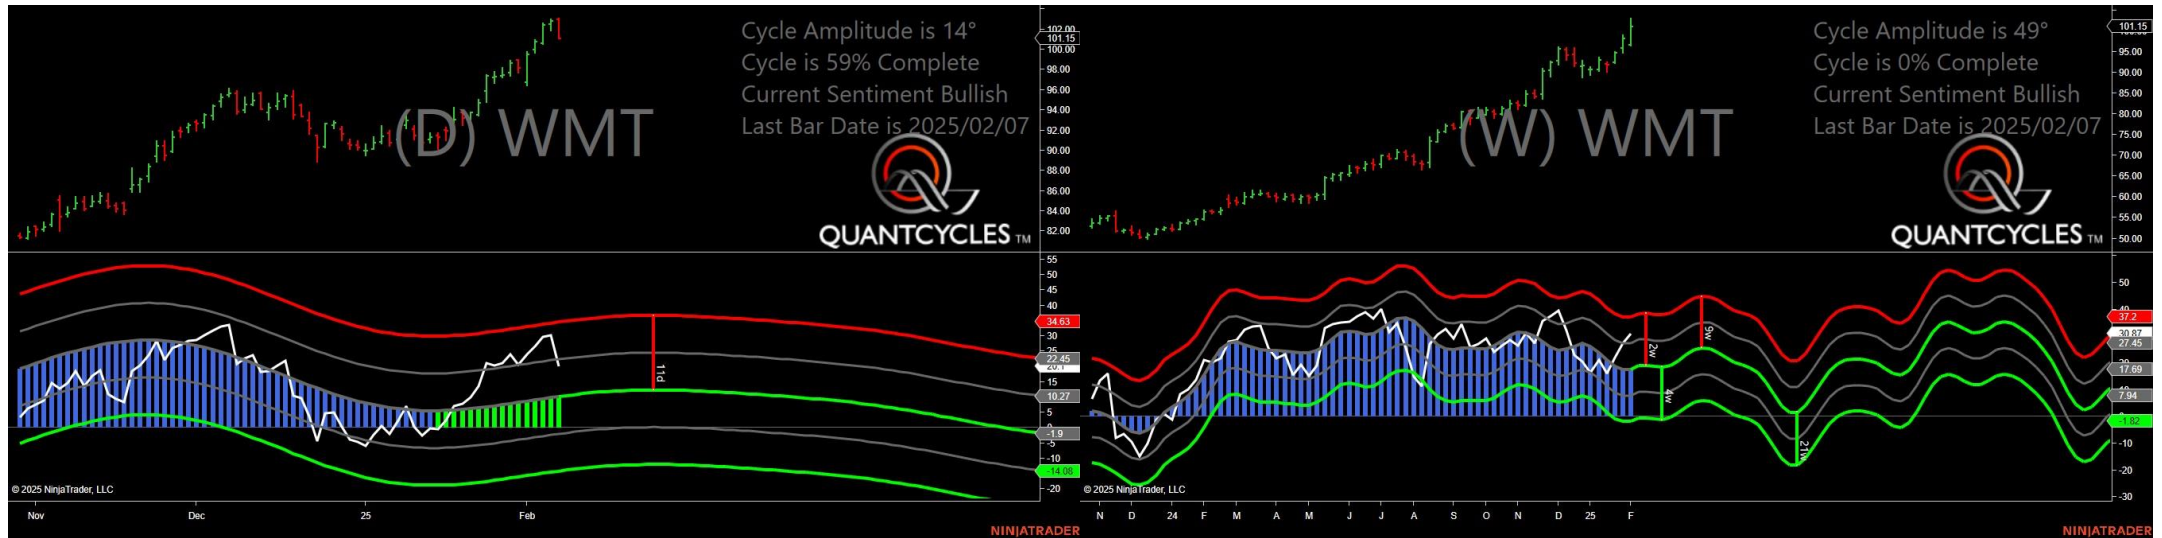 Cycle Amplitude is 14°
Cycle is 59% Complete
Current Sentiment Bullish
Last Bar Date is 2025/02/07
(D) WMT
QUANTCYCLES TM
102.00
101.15
100.00
98.00
96.00
94.00
92.00
90.00
88.00
86.00
84.00
82.00
55
50
45
40
34.63
30
22.45
15
10.27
5
-1.9
-5
-10
-14.08
-20
11d
© 2025 NinjaTrader, LLC
Nov Dec 25 Feb
NINJATRADER
Cycle Amplitude is 49°
Cycle is 0% Complete
Current Sentiment Bullish
Last Bar Date is 2025/02/07
(W) WMT
QUANTCYCLES TM
101.15
95.00
90.00
85.00
80.00
75.00
70.00
65.00
60.00
55.00
50.00
50
37.2
30.87
27.45
17.69
7.94
-1.82
-10
-20
-30
2w
4w
9w
21w
© 2025 NinjaTrader, LLC
N D 24 F M A M J J A S O N D 25 F
NINJATRADER